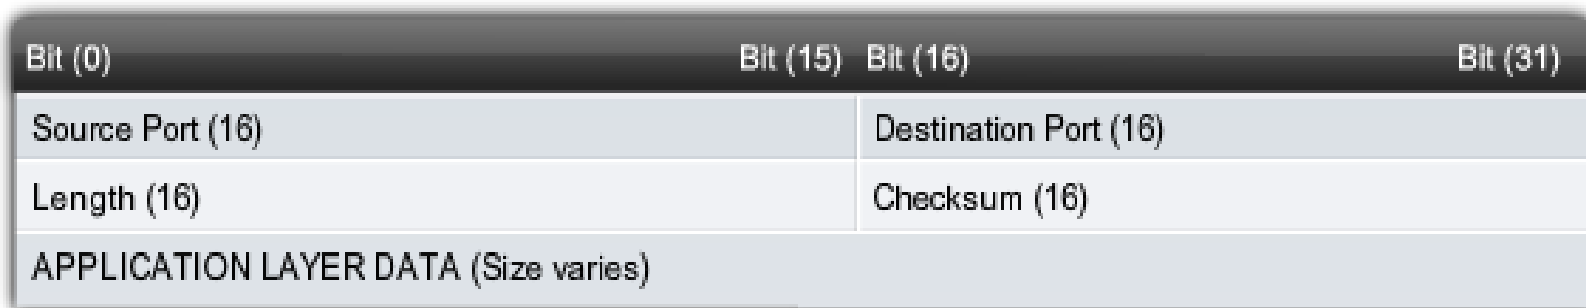 Bit (0) Bit (15) Bit (16) Bit (31)
Source Port (16) Destination Port (16)
Length (16) Checksum (16)
APPLICATION LAYER DATA (Size varies)